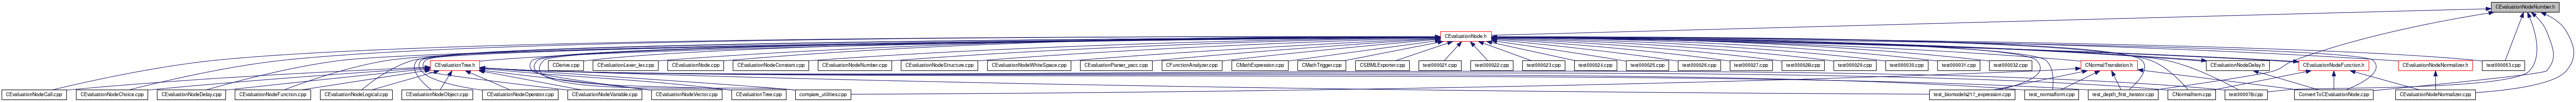 CEvaluationNodeNumber.h
CEvaluationNode.h
CEvaluationTree.h
CDerive.cpp
CEvaluationLexer_lex.cpp
CEvaluationNode.cpp
CEvaluationNodeConstant.cpp
CEvaluationNodeNumber.cpp
CEvaluationNodeStructure.cpp
CEvaluationNodeWhiteSpace.cpp
CEvaluationParser_yacc.cpp
CFunctionAnalyzer.cpp
CMathExpression.cpp
CMathTrigger.cpp
CSBMLExporter.cpp
test000021.cpp
test000022.cpp
test000023.cpp
test000024.cpp
test000025.cpp
test000026.cpp
test000027.cpp
test000028.cpp
test000029.cpp
test000030.cpp
test000031.cpp
test000032.cpp
CNormalTranslation.h
CEvaluationNodeDelay.h
CEvaluationNodeFunction.h
CEvaluationNodeNormalizer.h
test000053.cpp
CEvaluationNodeCall.cpp
CEvaluationNodeChoice.cpp
CEvaluationNodeDelay.cpp
CEvaluationNodeFunction.cpp
CEvaluationNodeLogical.cpp
CEvaluationNodeObject.cpp
CEvaluationNodeOperator.cpp
CEvaluationNodeVariable.cpp
CEvaluationNodeVector.cpp
CEvaluationTree.cpp
compare_utilities.cpp
test_biomodels217_expression.cpp
test_normalform.cpp
test_depth_first_iterator.cpp
CNormalItem.cpp
test000078.cpp
ConvertToCEvaluationNode.cpp
CEvaluationNodeNormalizer.cpp